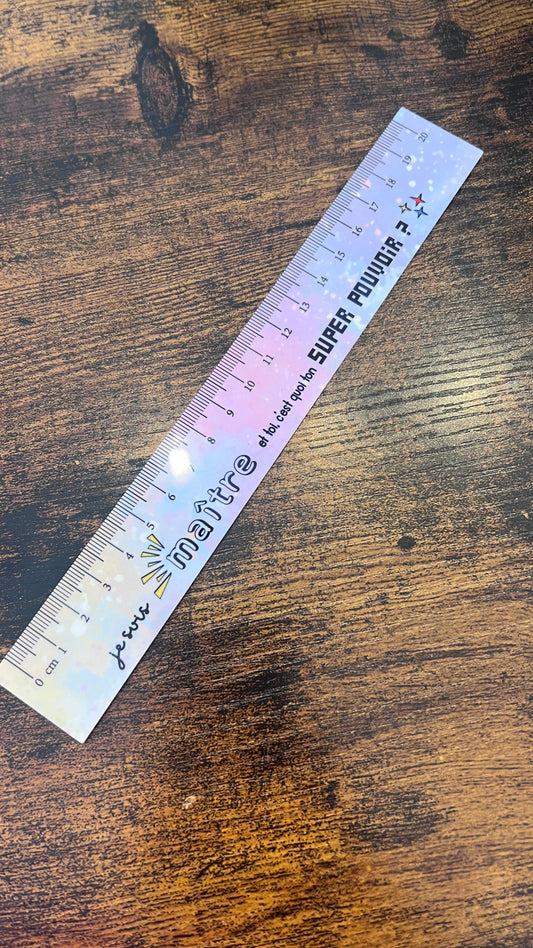 0 cm 1 2 3 4 5 6 7 8 9 10 11 12 13 14 15 16 17 18 19 20
je suis maître et toi, c'est quoi ton SUPER POUVOIR ?